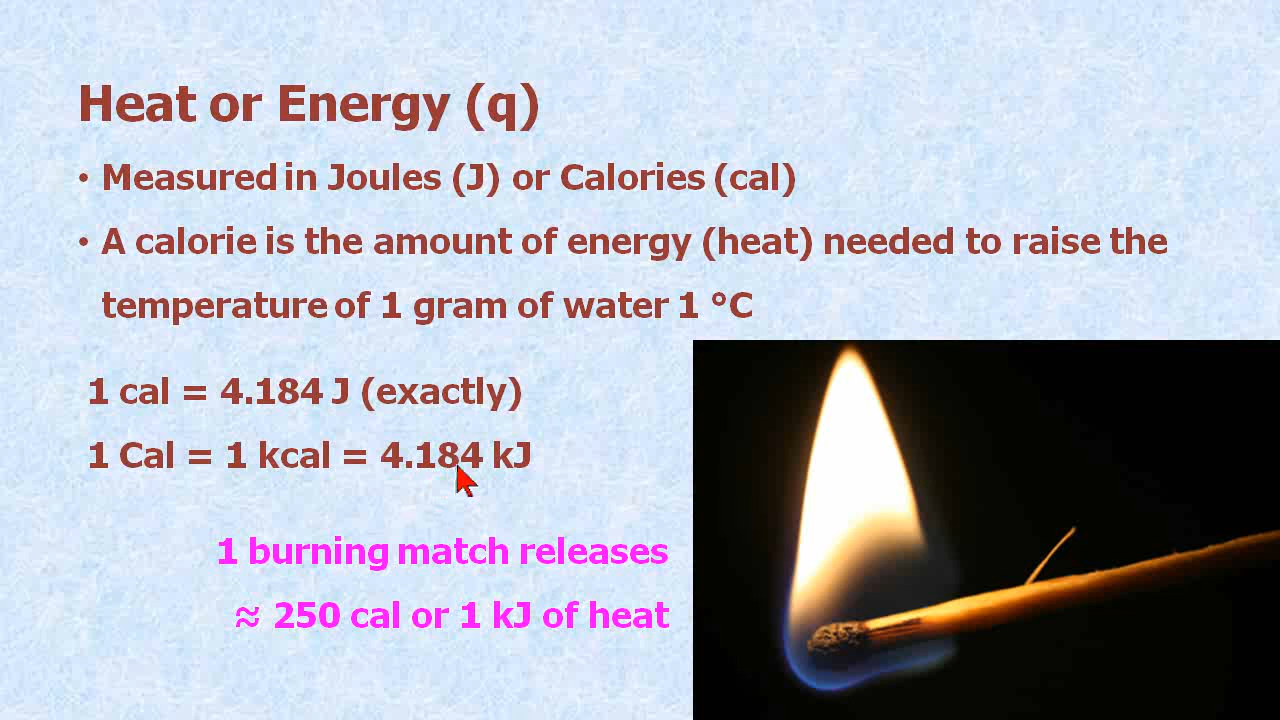 Heat or Energy (q)
• Measured in Joules (J) or Calories (cal)
• A calorie is the amount of energy (heat) needed to raise the
temperature of 1 gram of water 1 °C
1 cal = 4.184 J (exactly)
1 Cal = 1 kcal = 4.184 kJ
1 burning match releases
≈ 250 cal or 1 kJ of heat